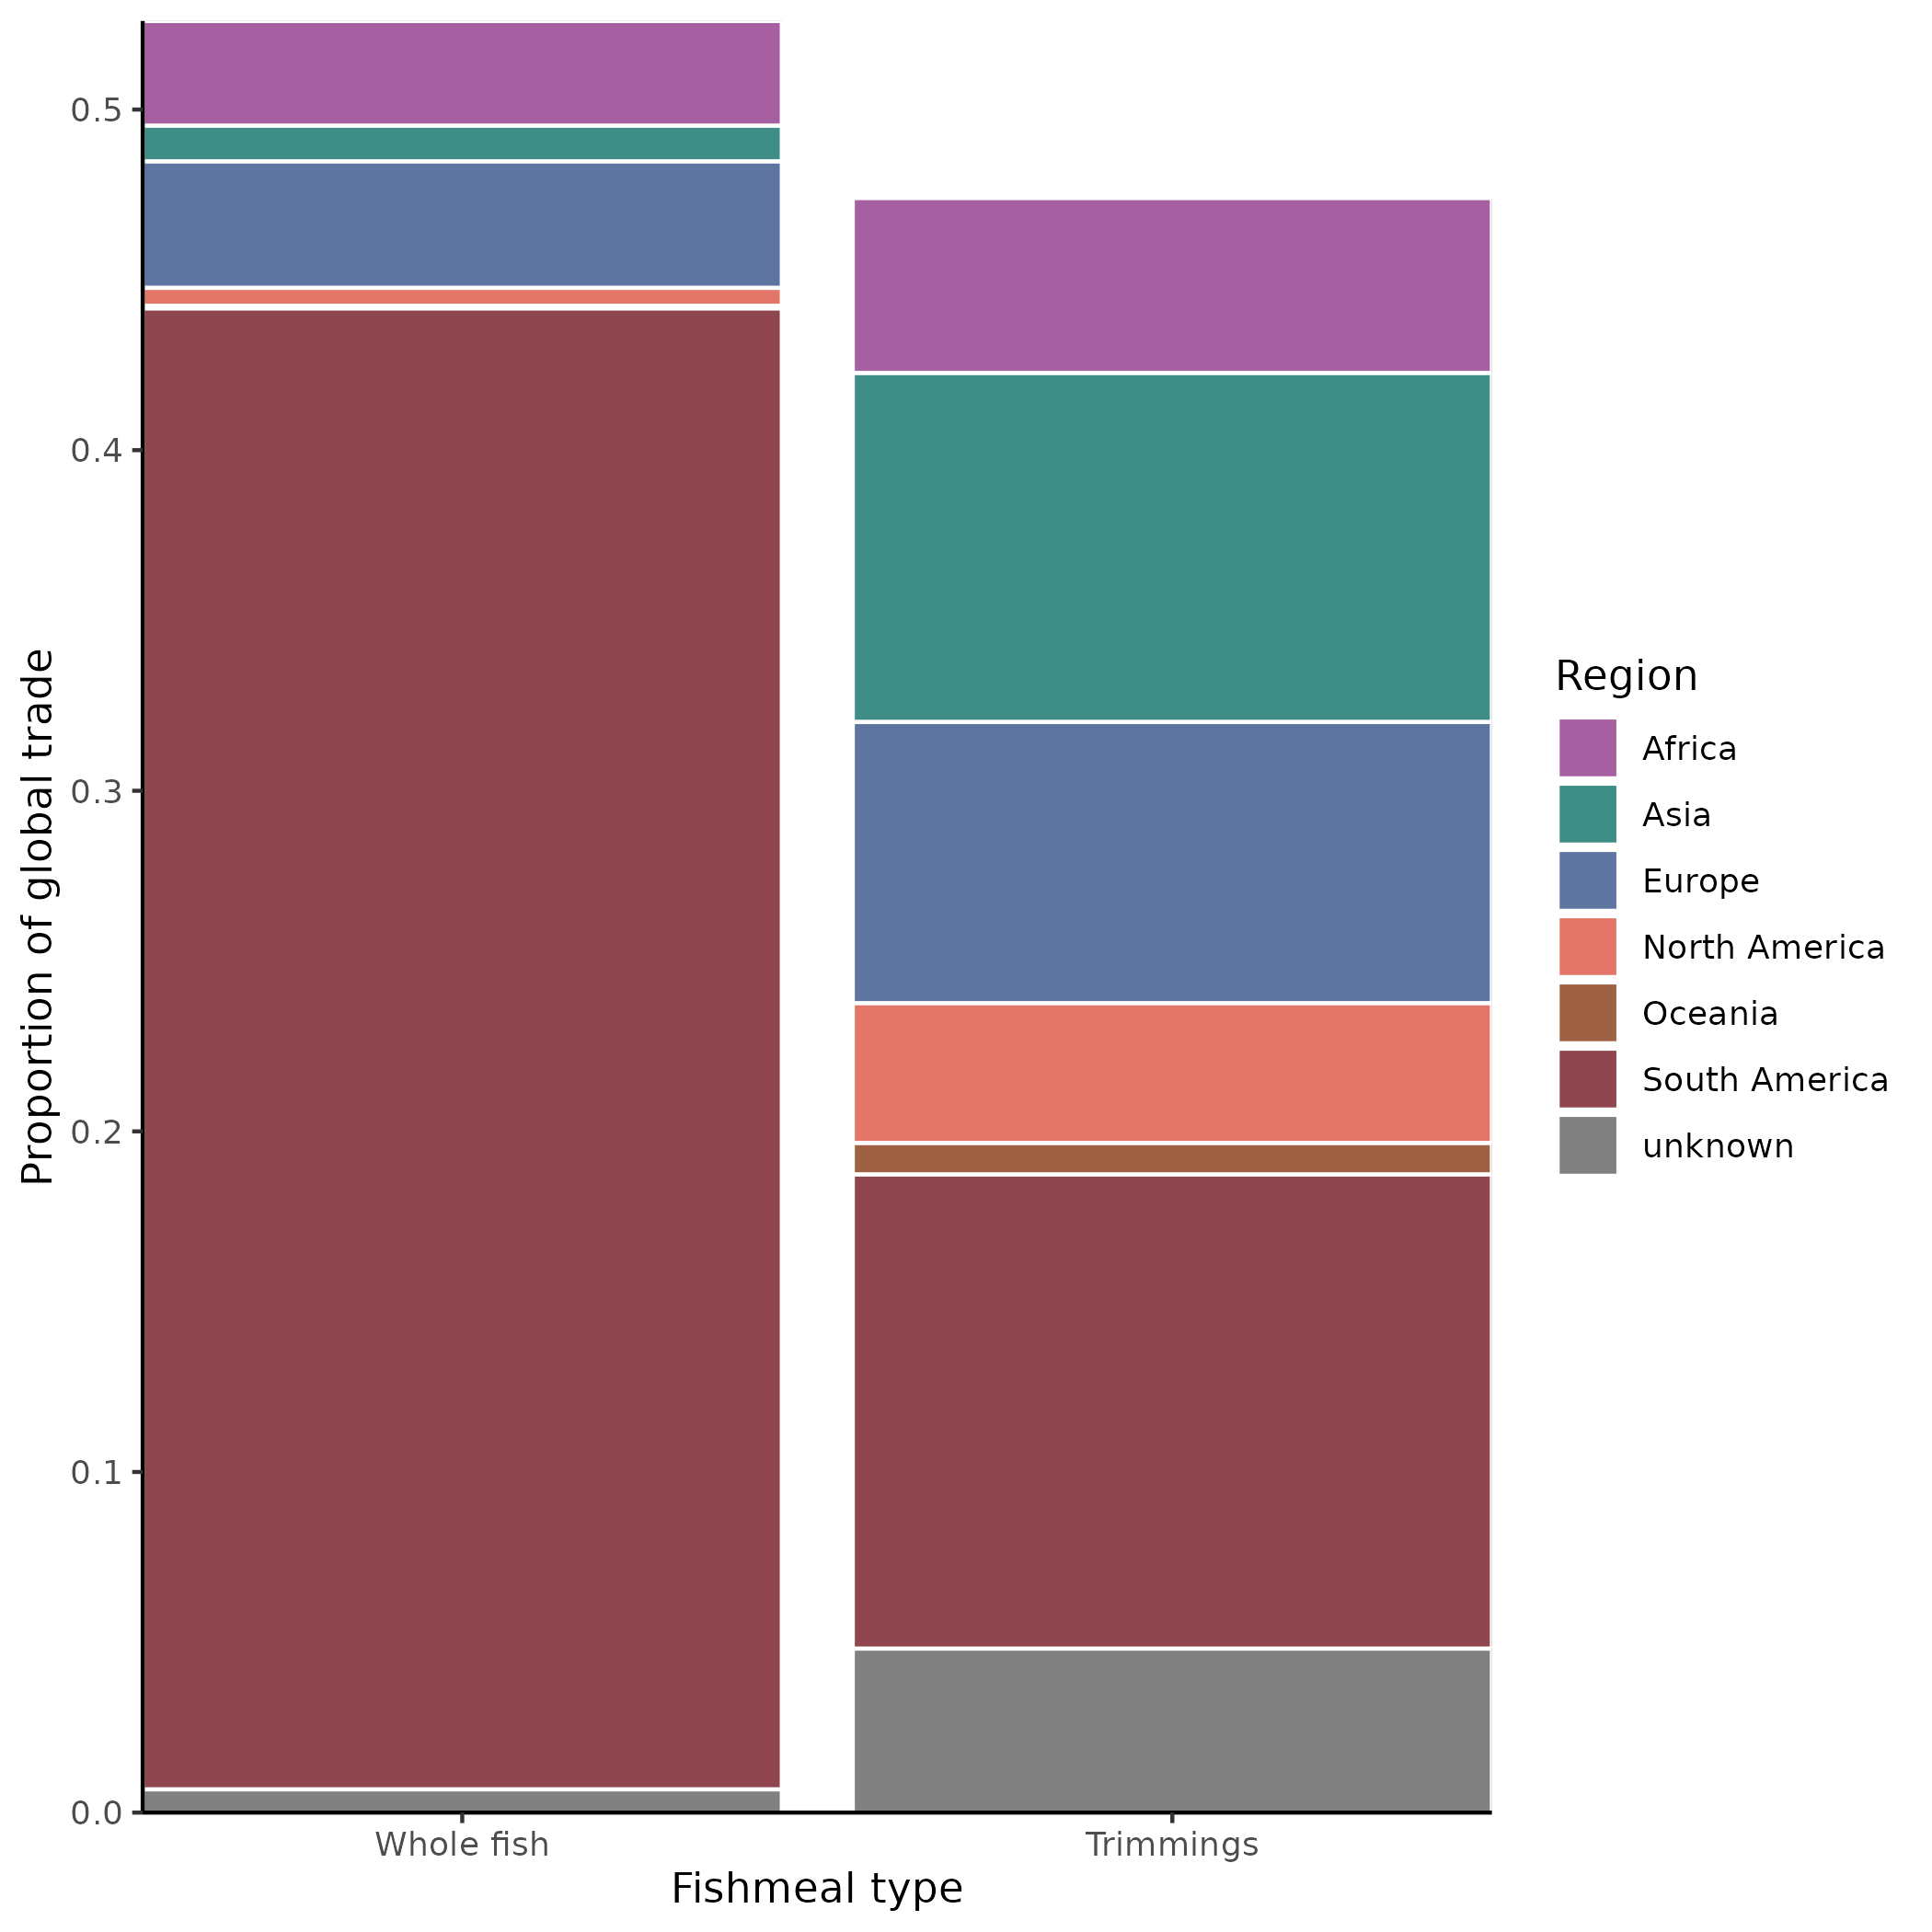 Proportion of global trade
0.5
0.4
0.3
0.2
0.1
0.0
Whole fish
Trimmings
Fishmeal type
Region
Africa
Asia
Europe
North America
Oceania
South America
unknown